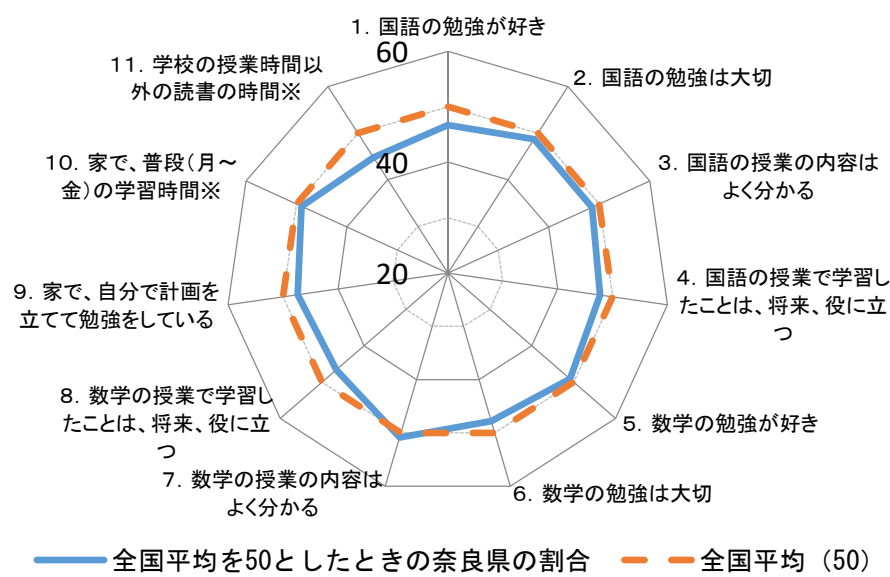 1. 国語の勉強が好き
60
11. 学校の授業時間以
外の読書の時間※
2. 国語の勉強は大切
40
10. 家で、普段(月～
金)の学習時間※
3. 国語の授業の内容は
よく分かる
20
9. 家で、自分で計画を
立てて勉強をしている
4. 国語の授業で学習し
たことは、将来、役に立
つ
8. 数学の授業で学習し
たことは、将来、役に立
つ
5. 数学の勉強が好き
7. 数学の授業の内容は
よく分かる
6. 数学の勉強は大切
全国平均を50としたときの奈良県の割合
全国平均（50）